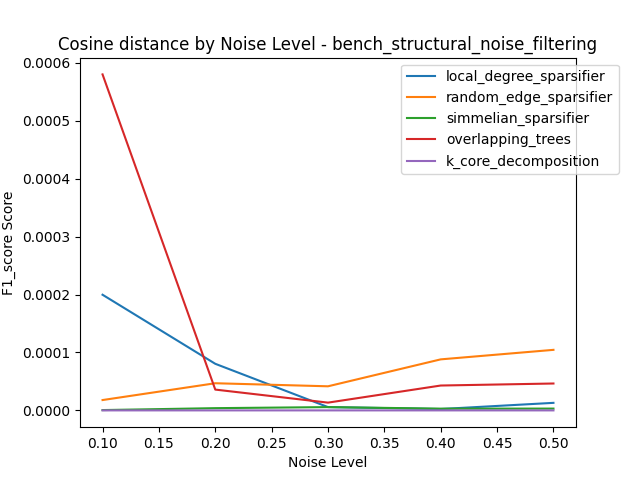 Cosine distance by Noise Level - bench_structural_noise_filtering
local_degree_sparsifier
random_edge_sparsifier
simmelian_sparsifier
overlapping_trees
k_core_decomposition
F1_score Score
0.0006
0.0005
0.0004
0.0003
0.0002
0.0001
0.0000
0.10 0.15 0.20 0.25 0.30 0.35 0.40 0.45 0.50
Noise Level